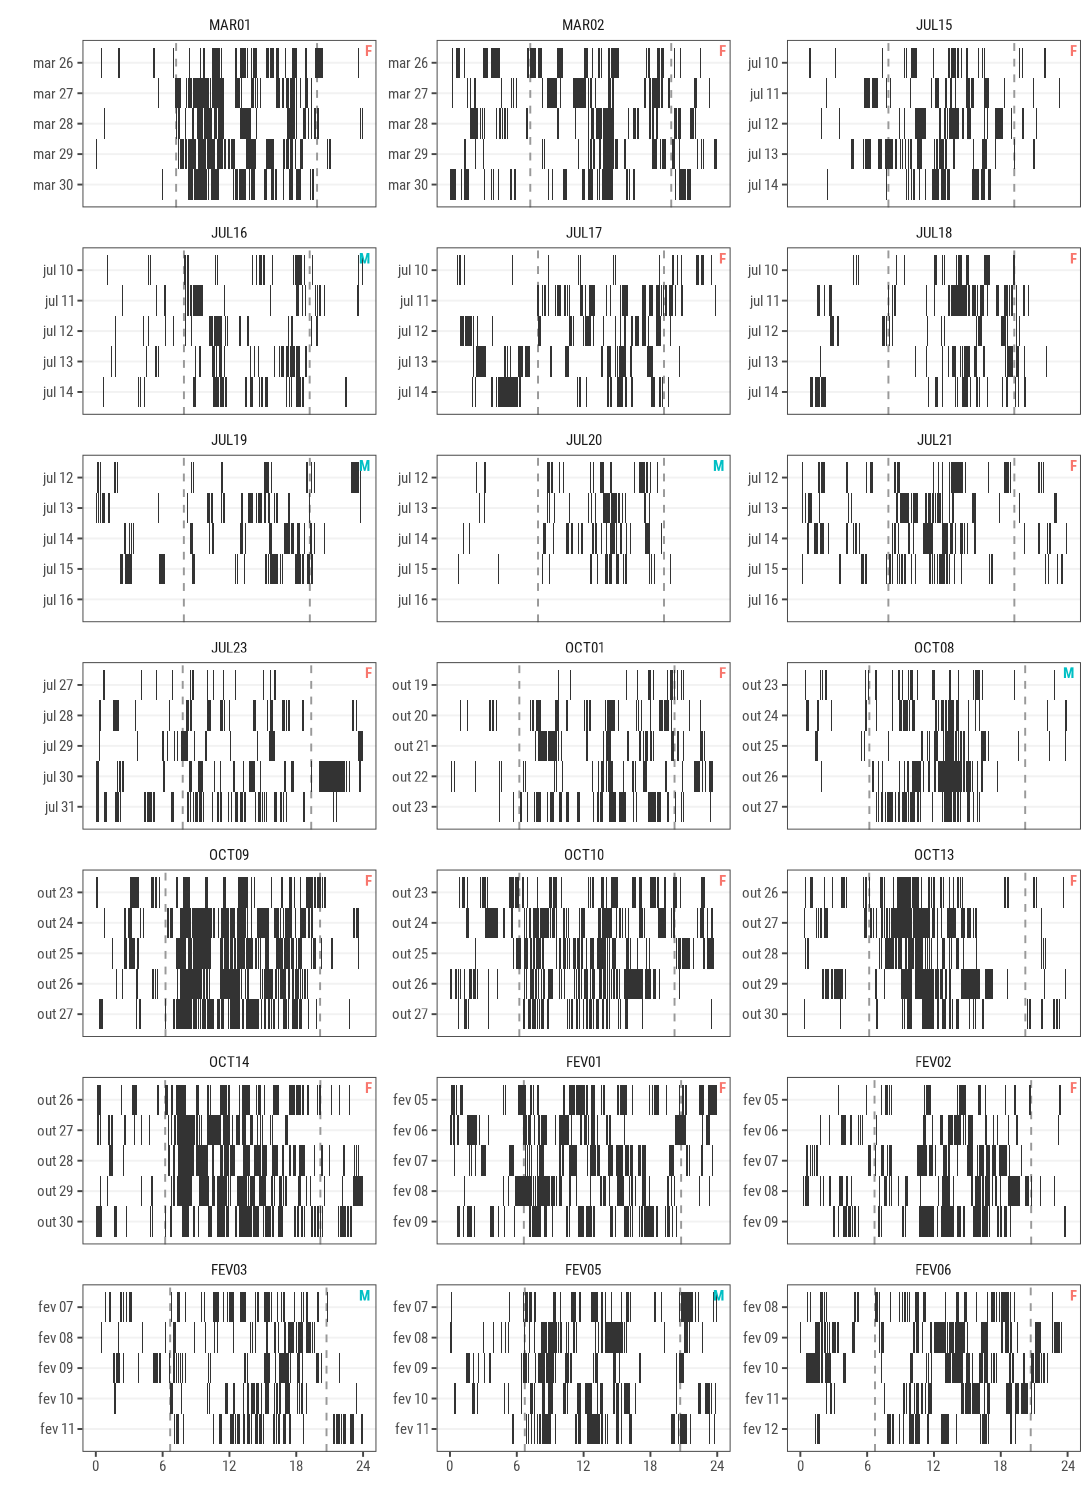 MAR01 MAR02 JUL15
F F F
mar 26 mar 26 jul 10
mar 27 mar 27 jul 11
mar 28 mar 28 jul 12
mar 29 mar 29 jul 13
mar 30 mar 30 jul 14
JUL16 JUL17 JUL18
M F F
jul 10 jul 10 jul 10
jul 11 jul 11 jul 11
jul 12 jul 12 jul 12
jul 13 jul 13 jul 13
jul 14 jul 14 jul 14
JUL19 JUL20 JUL21
M M F
jul 12 jul 12 jul 12
jul 13 jul 13 jul 13
jul 14 jul 14 jul 14
jul 15 jul 15 jul 15
jul 16 jul 16 jul 16
JUL23 OCT01 OCT08
F F M
jul 27 out 19 out 23
jul 28 out 20 out 24
jul 29 out 21 out 25
jul 30 out 22 out 26
jul 31 out 23 out 27
OCT09 OCT10 OCT13
F F F
out 23 out 23 out 26
out 24 out 24 out 27
out 25 out 25 out 28
out 26 out 26 out 29
out 27 out 27 out 30
OCT14 FEV01 FEV02
F F F
out 26 fev 05 fev 05
out 27 fev 06 fev 06
out 28 fev 07 fev 07
out 29 fev 08 fev 08
out 30 fev 09 fev 09
FEV03 FEV05 FEV06
M M F
fev 07 fev 07 fev 08
fev 08 fev 08 fev 09
fev 09 fev 09 fev 10
fev 10 fev 10 fev 11
fev 11 fev 11 fev 12
0 6 12 18 24 0 6 12 18 24 0 6 12 18 24